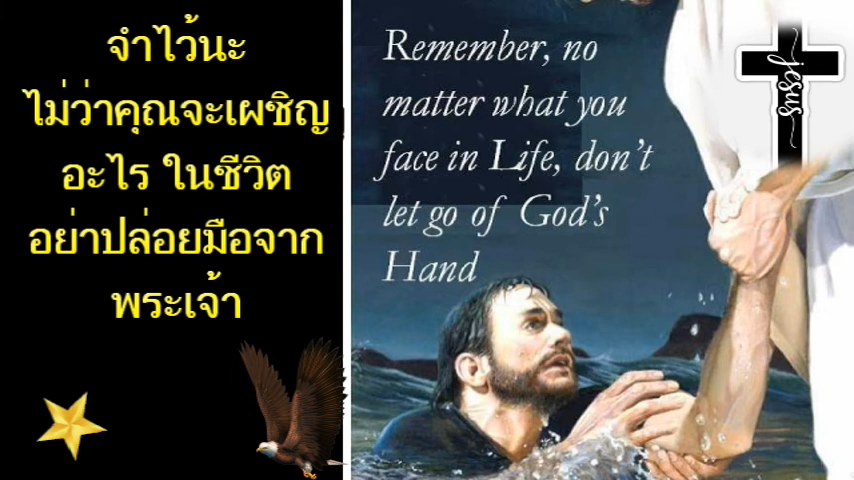 จำไว้นะ
ไม่ว่าคุณจะเผชิญ
อะไร ในชีวิต
อย่าปล่อยมือจาก
พระเจ้า
Remember, no
matter what you
face in Life, don't
let go of God's
Hand
jesus